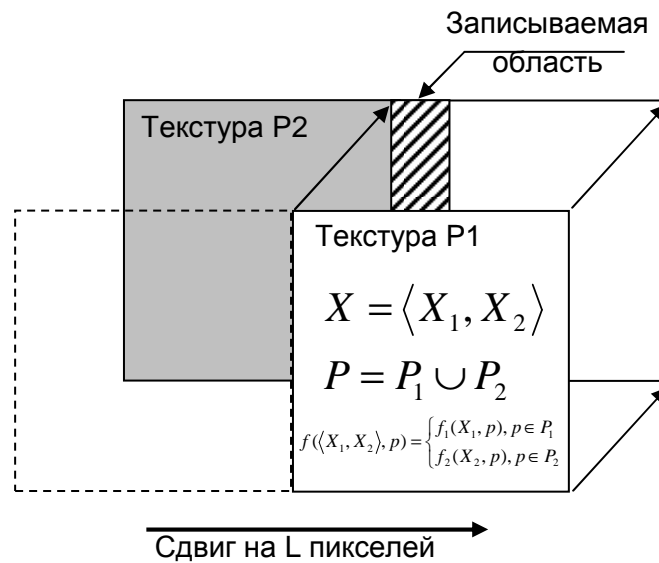 Записываемая
область
Текстура P2
Текстура P1
X = ⟨X₁, X₂⟩
P = P₁ ∪ P₂
f(⟨X₁, X₂⟩, p) = { f₁(X₁, p), p ∈ P₁
f₂(X₂, p), p ∈ P₂
Сдвиг на L пикселей